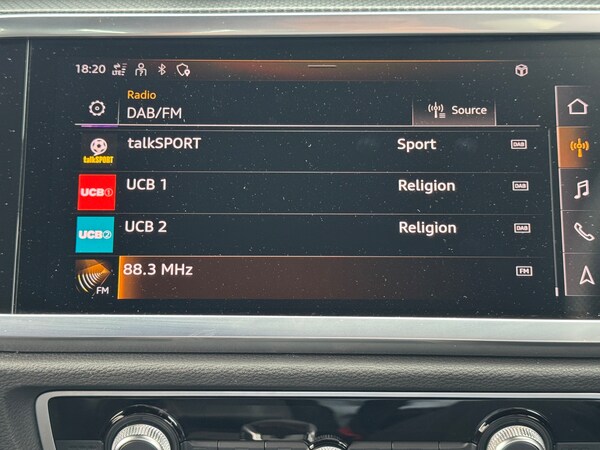 18:20 LTE
Radio
DAB/FM
Source
talkSPORT
talkSPORT Sport DAB
UCB1
UCB 1 Religion DAB
UCB2
UCB 2 Religion DAB
FM
88.3 MHz FM